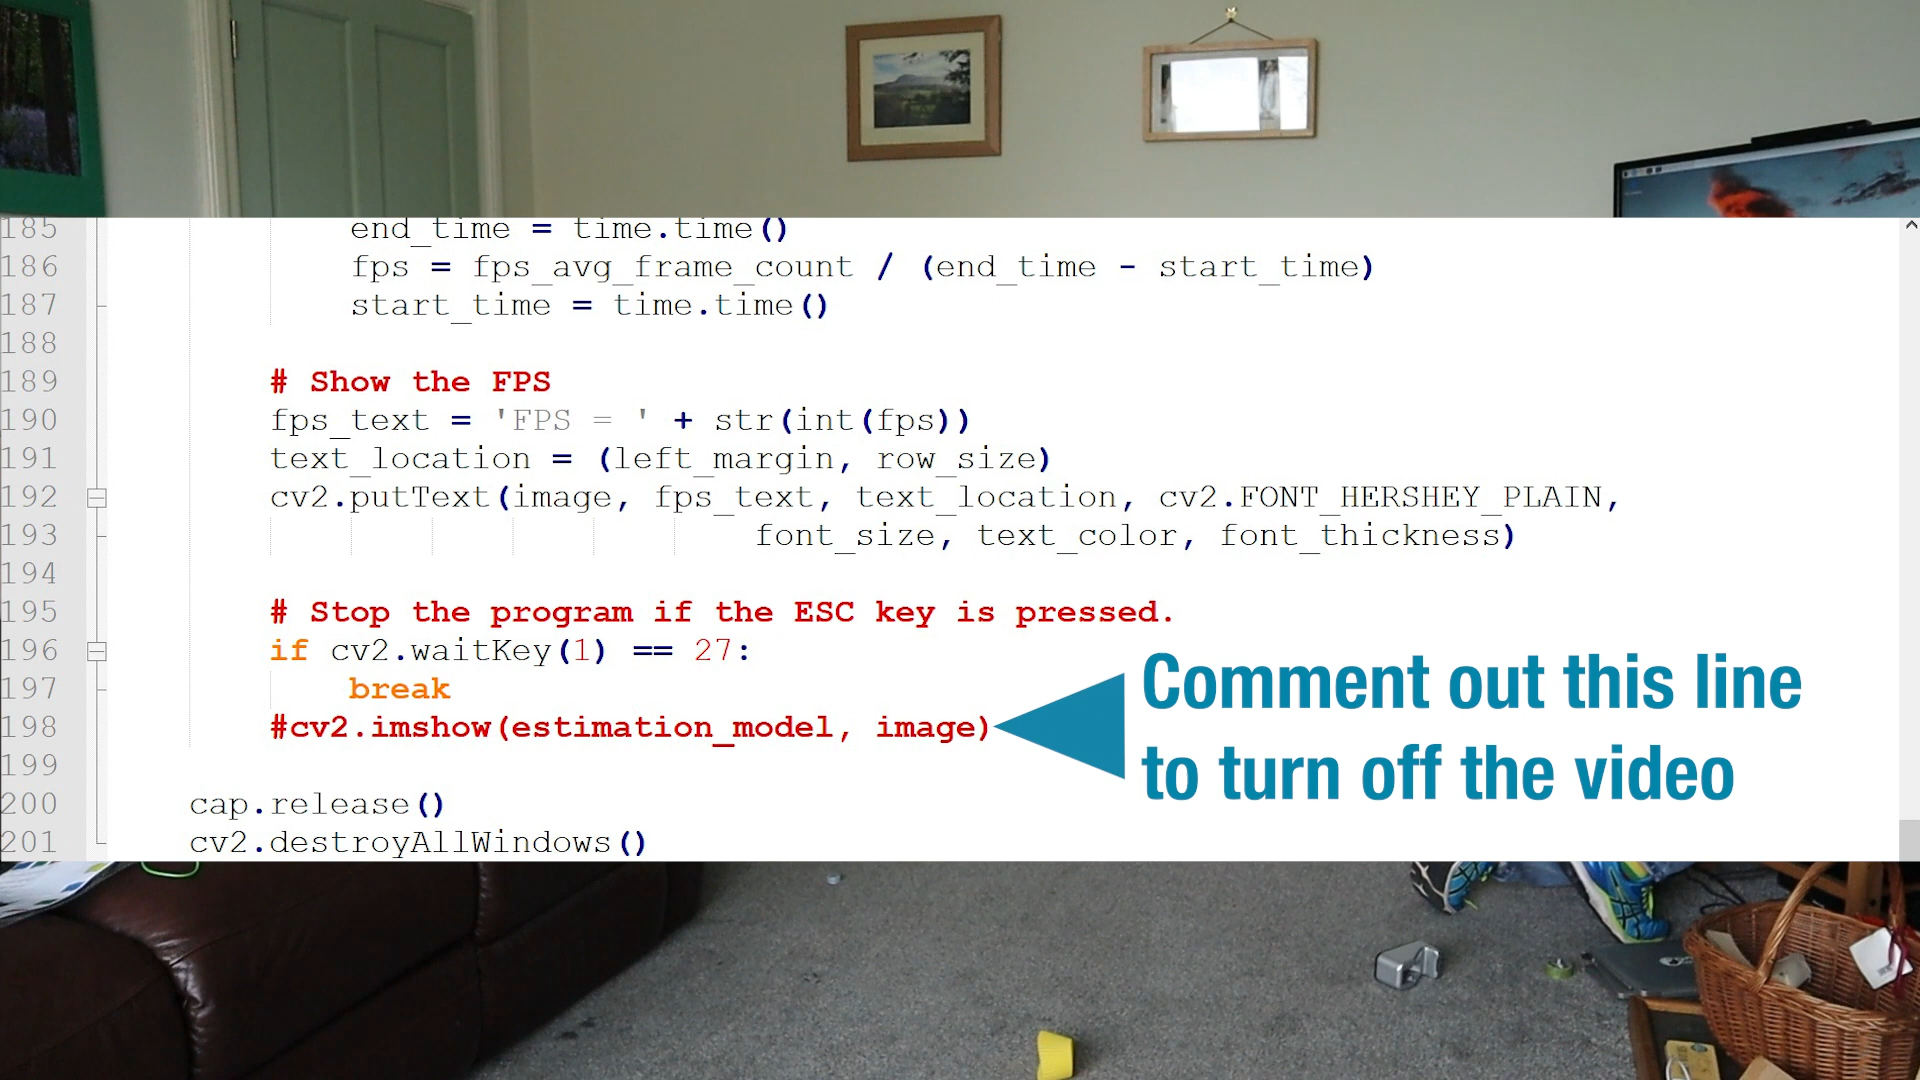 185 end_time = time.time()
186 fps = fps_avg_frame_count / (end_time - start_time)
187 start_time = time.time()
188
189 # Show the FPS
190 fps_text = 'FPS = ' + str(int(fps))
191 text_location = (left_margin, row_size)
192 cv2.putText(image, fps_text, text_location, cv2.FONT_HERSHEY_PLAIN,
193 font_size, text_color, font_thickness)
194
195 # Stop the program if the ESC key is pressed.
196 if cv2.waitKey(1) == 27:
197 break
198 #cv2.imshow(estimation_model, image)
199
200 cap.release()
201 cv2.destroyAllWindows()
Comment out this line
to turn off the video